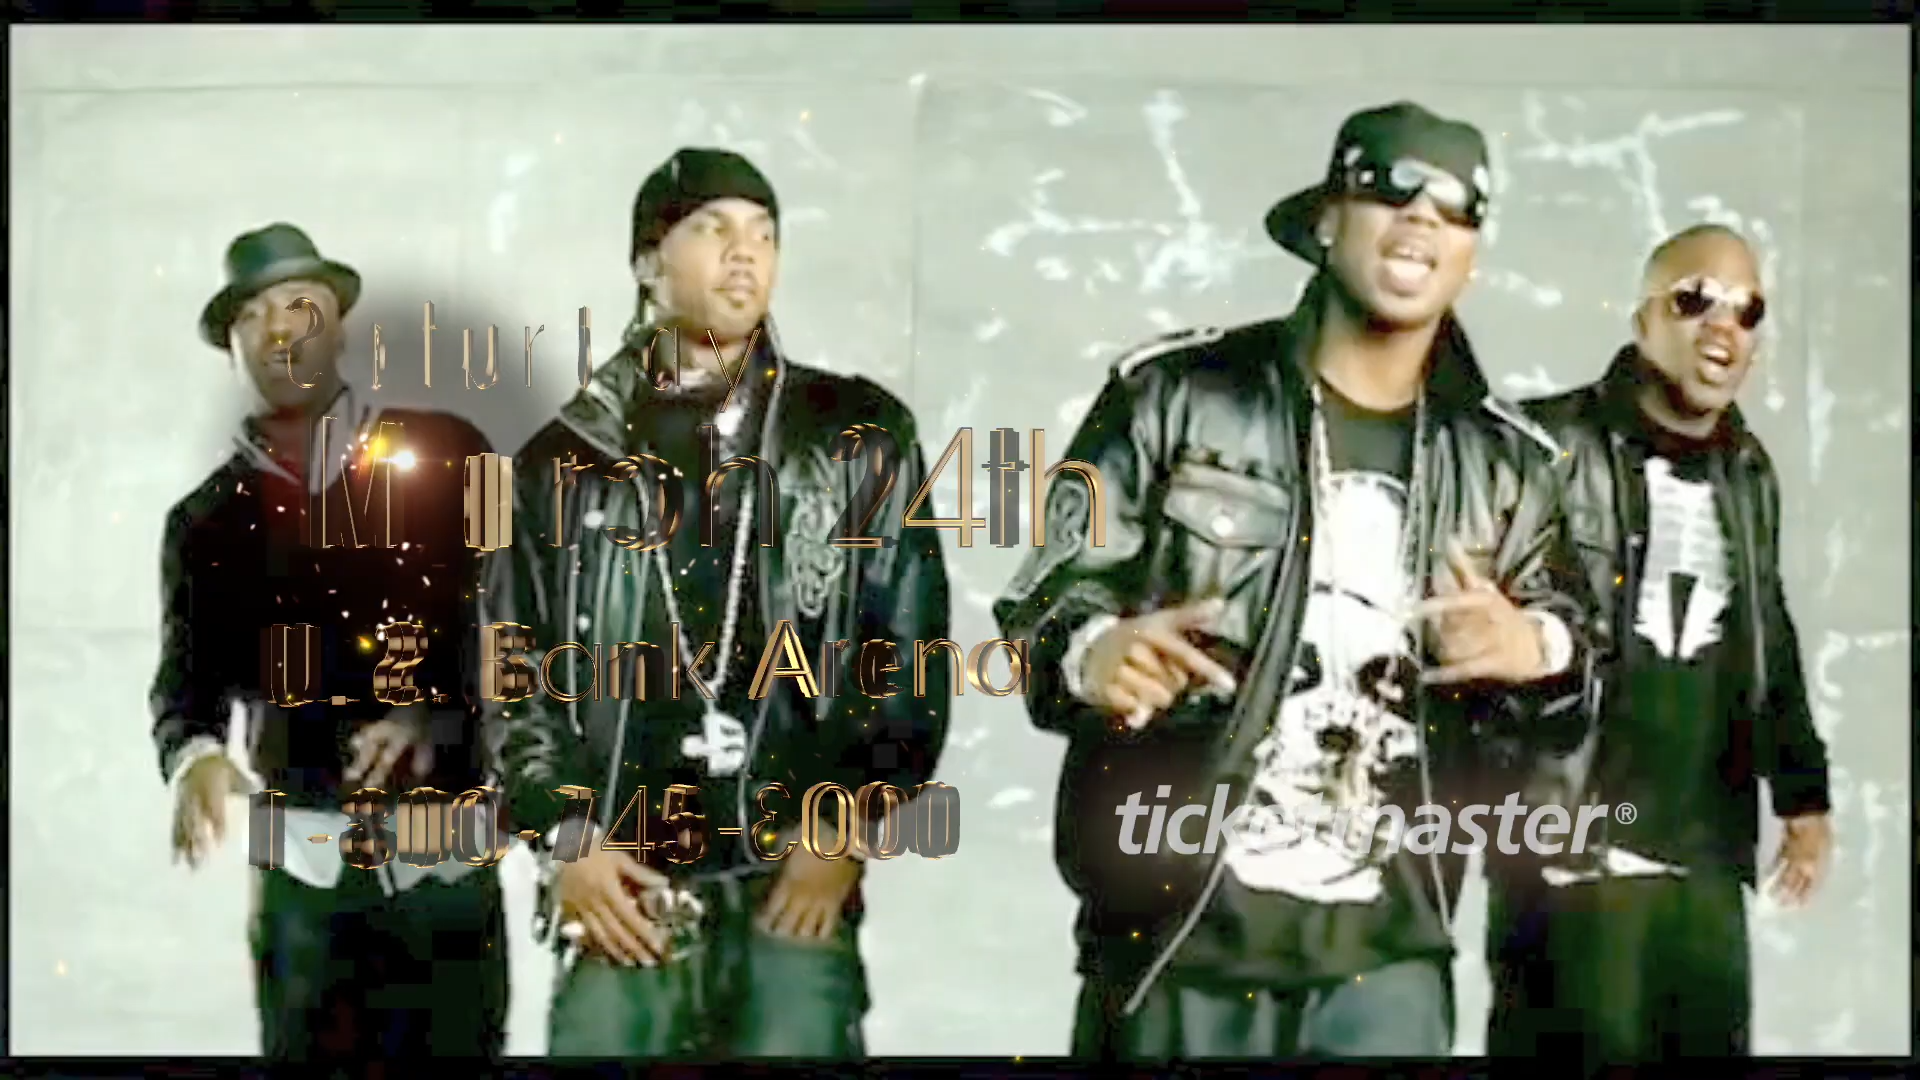 Saturday
March 24th
U.S. Bank Arena
1-800-745-3000
ticketmaster®